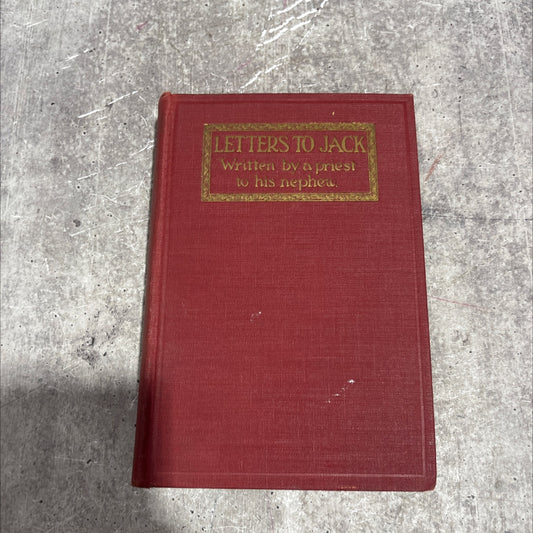 LETTERS TO JACK
Written by a priest
to his nephew.